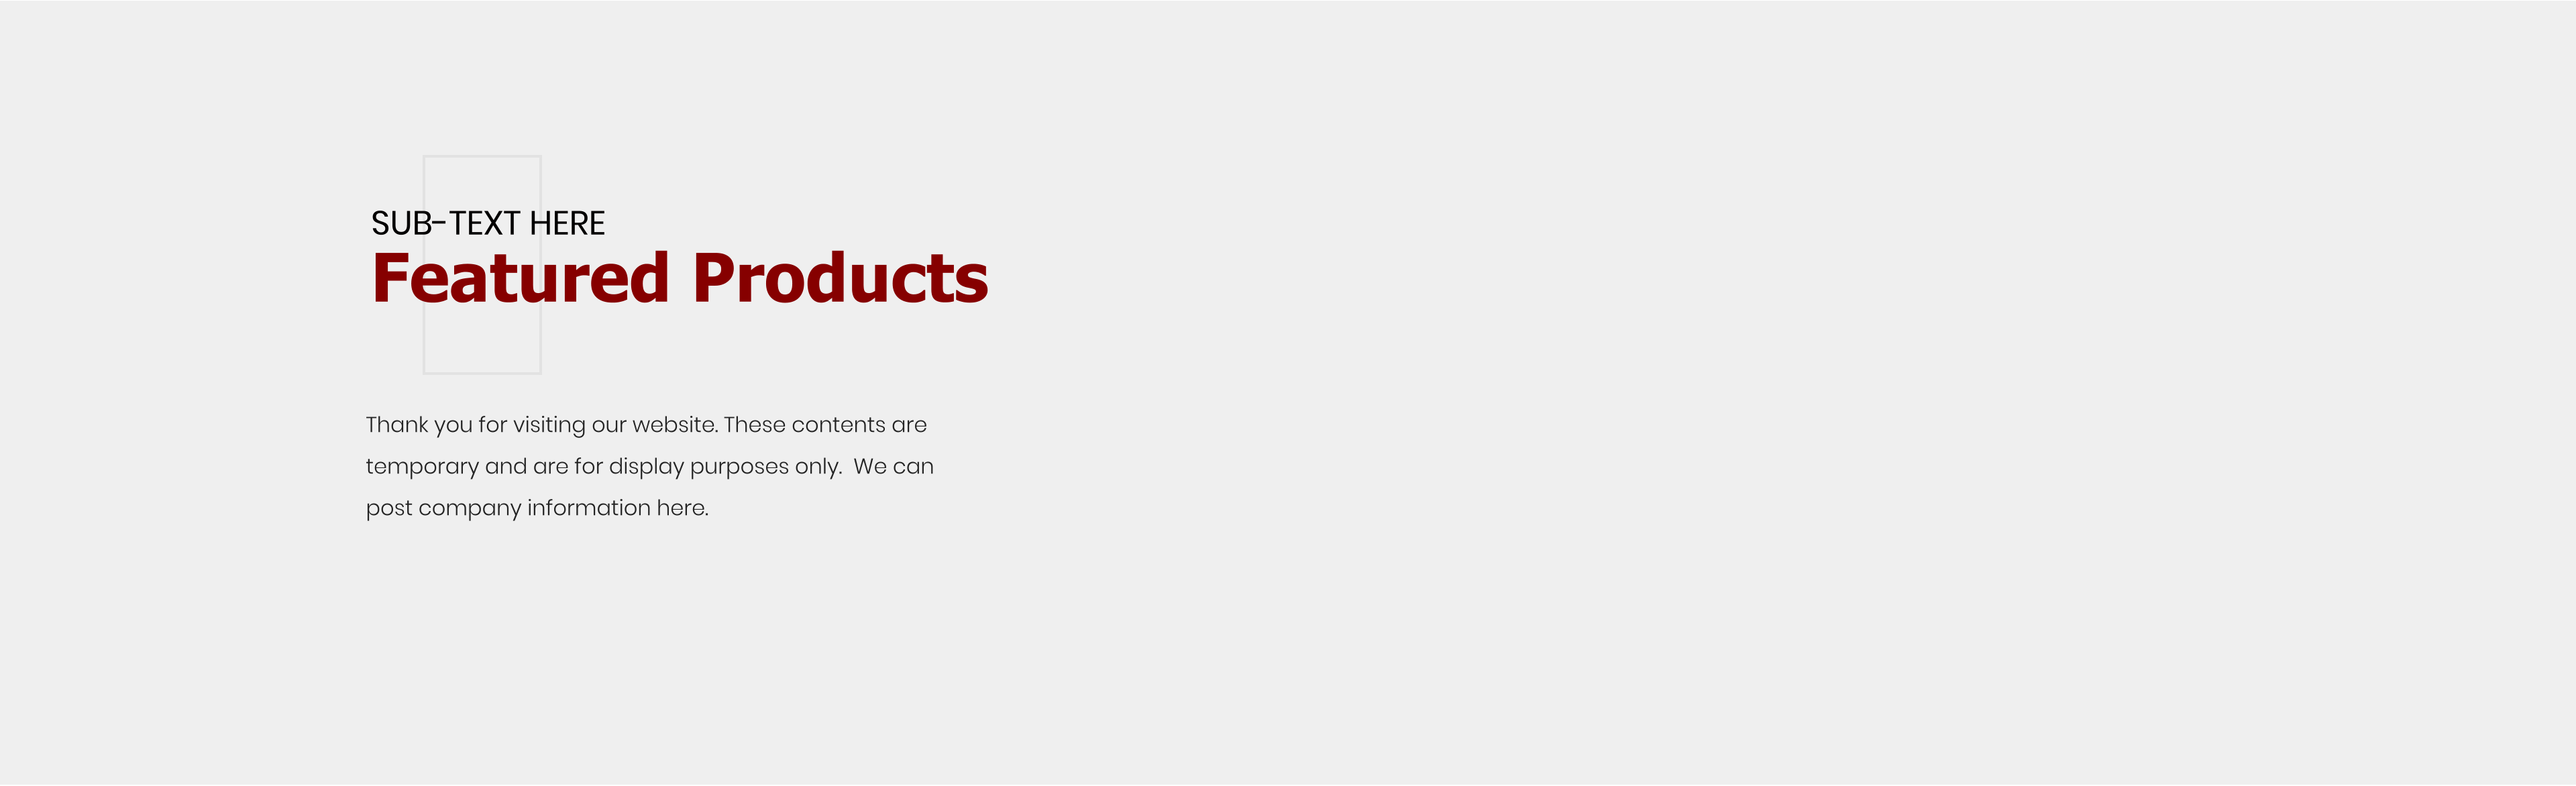 SUB-TEXT HERE
Featured Products
Thank you for visiting our website. These contents are
temporary and are for display purposes only.  We can
post company information here.